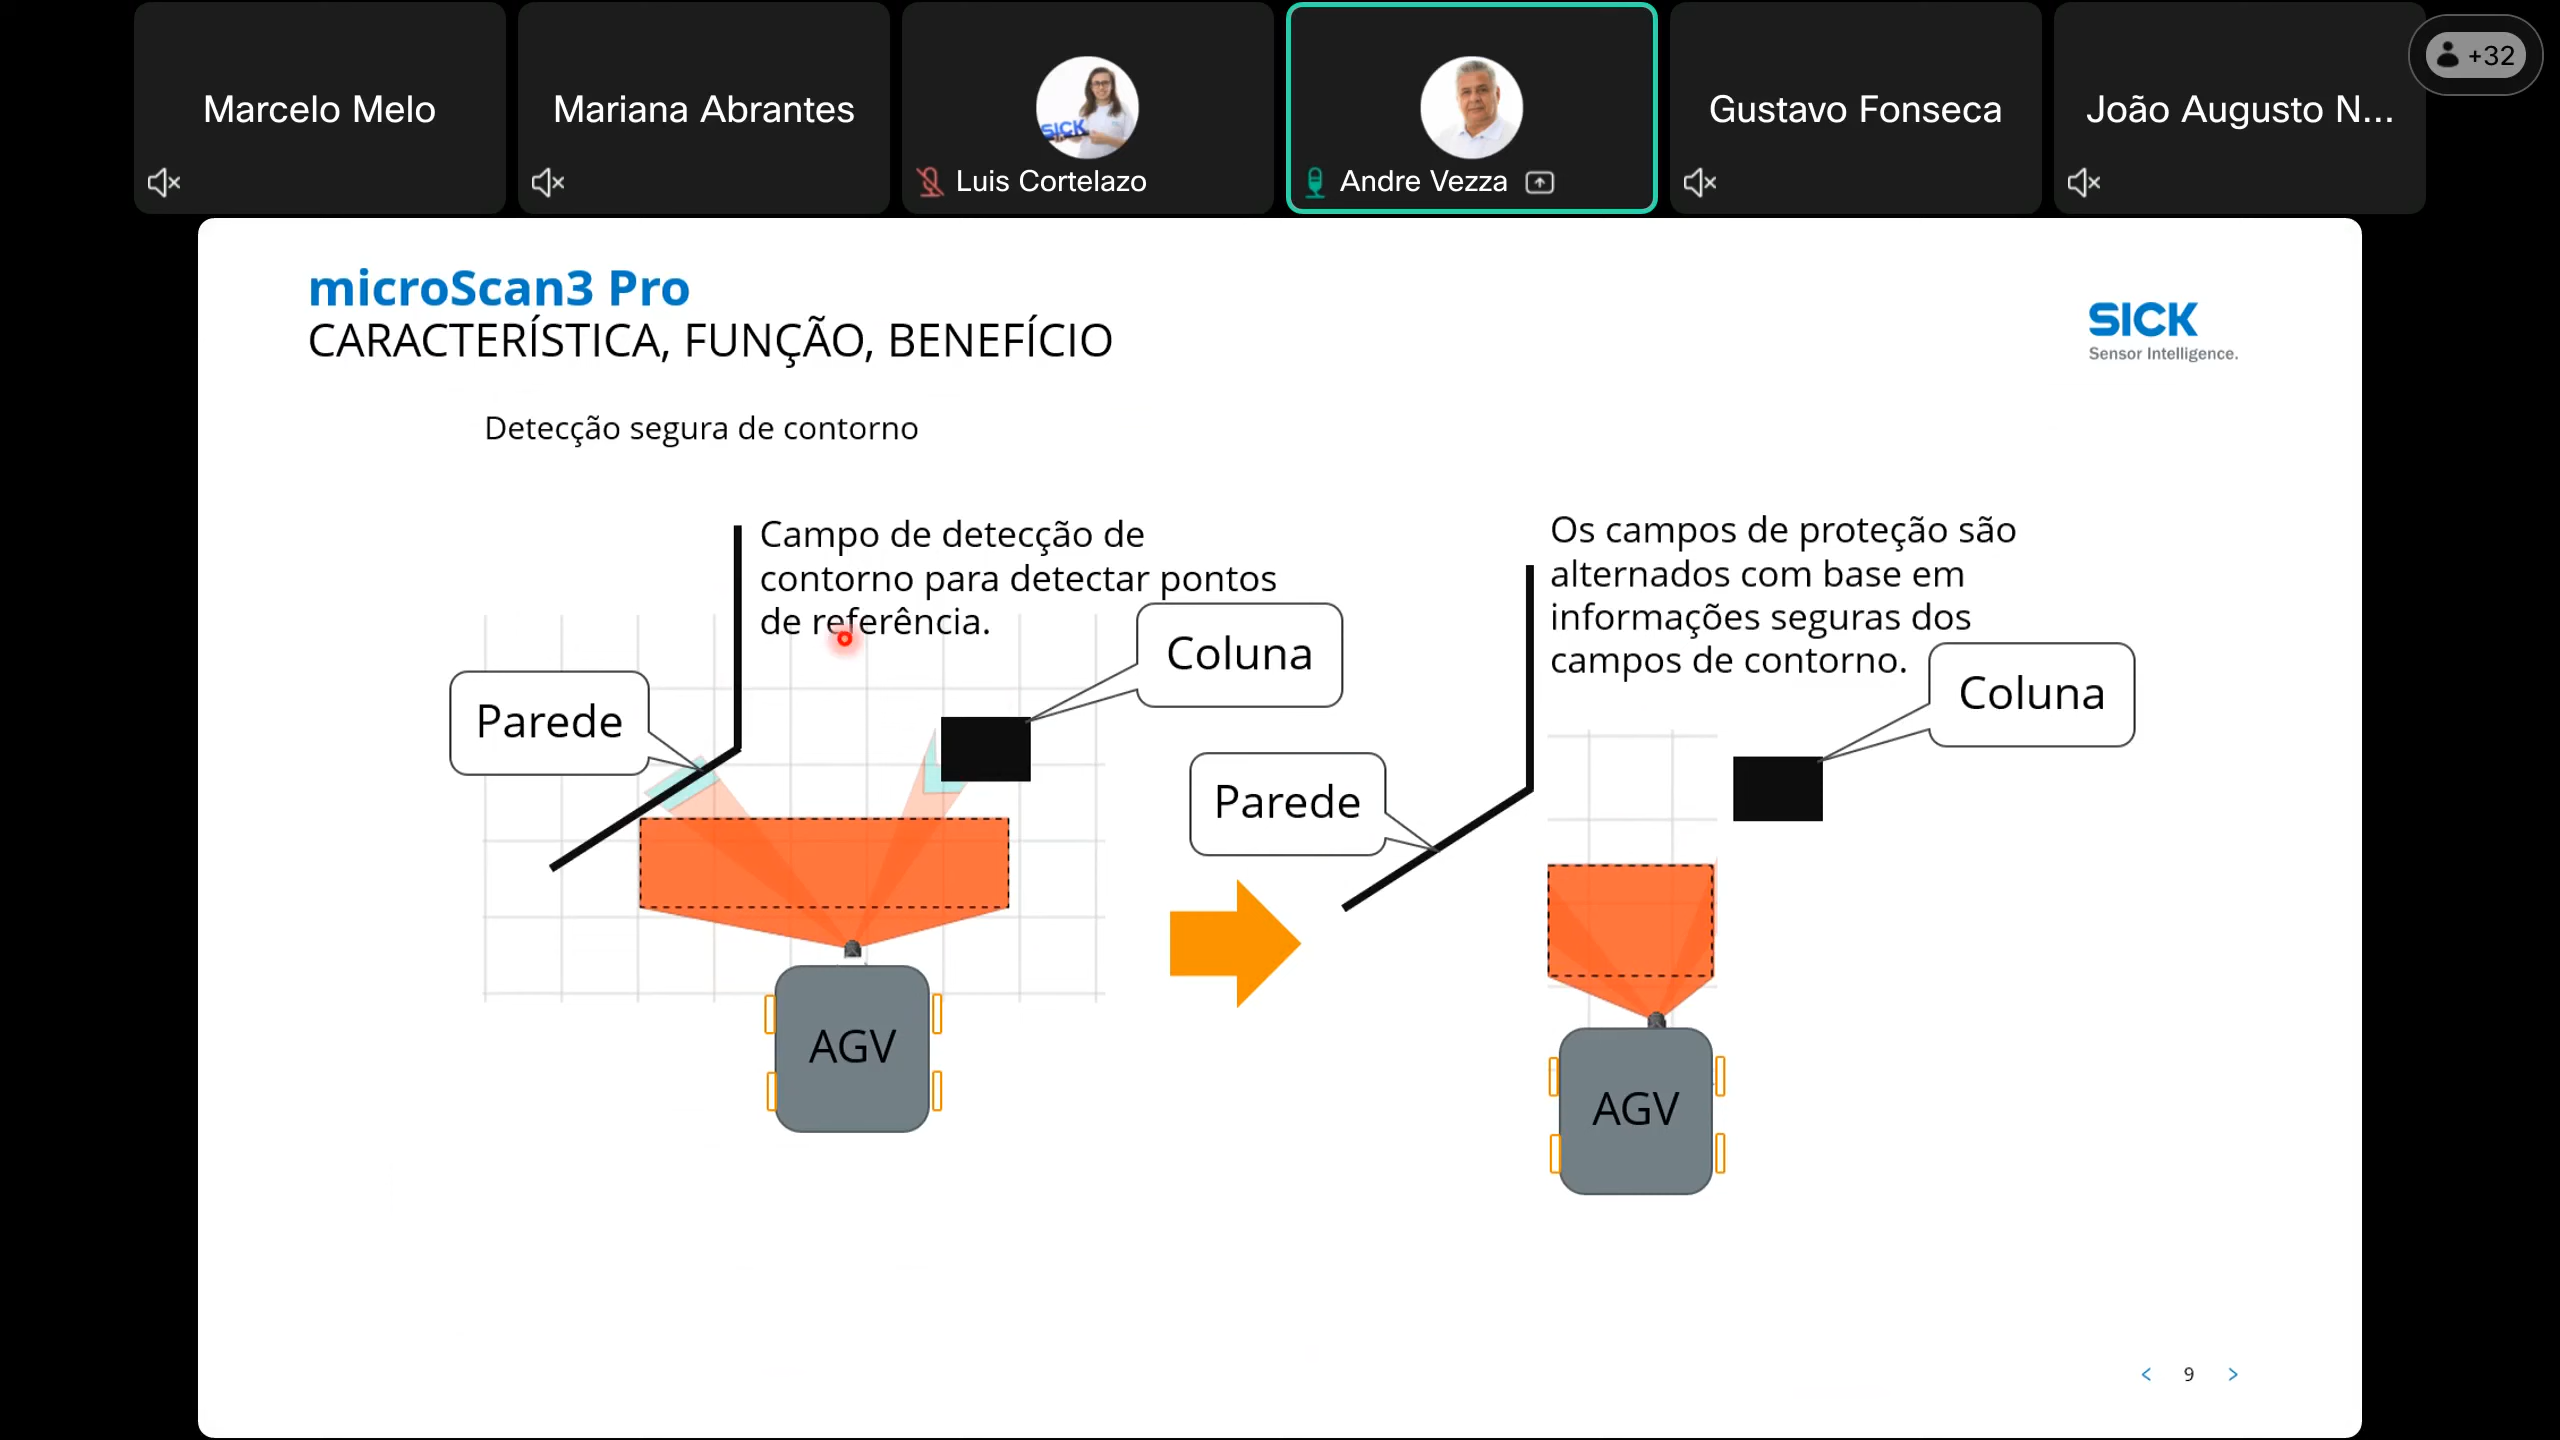 Marcelo Melo
Mariana Abrantes
SICK
Luis Cortelazo
Andre Vezza
Gustavo Fonseca
João Augusto N...
+32
microScan3 Pro
CARACTERÍSTICA, FUNÇÃO, BENEFÍCIO
SICK
Sensor Intelligence.
Detecção segura de contorno
Campo de detecção de
contorno para detectar pontos
de referência.
Coluna
Parede
AGV
Os campos de proteção são
alternados com base em
informações seguras dos
campos de contorno.
Coluna
Parede
AGV
< 9 >